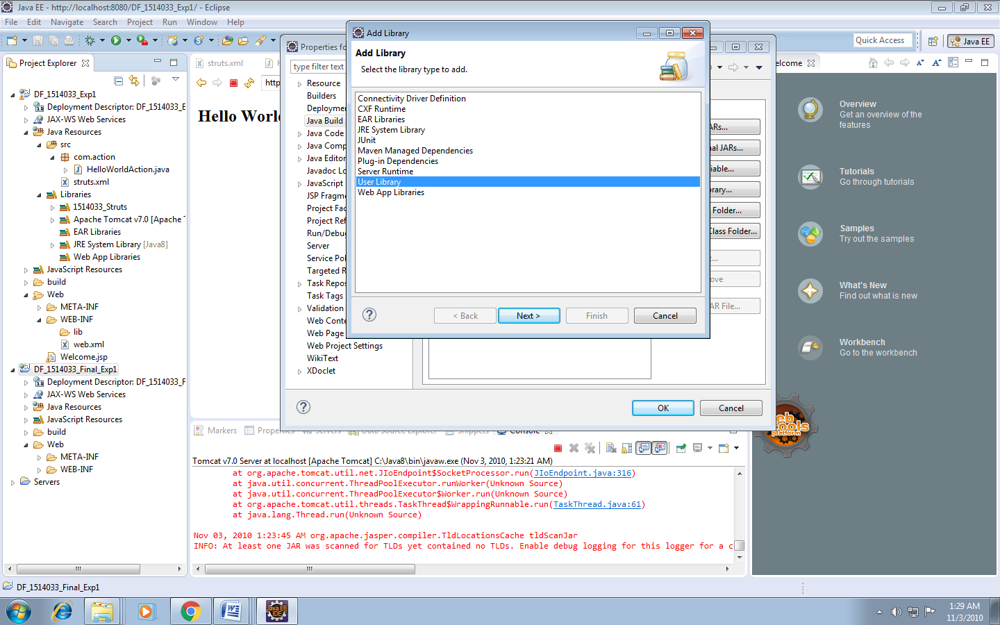 Java EE - http://localhost:8080/DF_1514033_Exp1/ - Eclipse
File Edit Navigate Search Project Run Window Help
Quick Access
Java EE
Project Explorer
DF_1514033_Exp1
Deployment Descriptor: DF_1514033_E
JAX-WS Web Services
Java Resources
src
com.action
HelloWorldAction.java
struts.xml
Libraries
1514033_Struts
Apache Tomcat v7.0 [Apache T
EAR Libraries
JRE System Library [Java8]
Web App Libraries
JavaScript Resources
build
Web
META-INF
WEB-INF
lib
web.xml
Welcome.jsp
DF_1514033_Final_Exp1
Deployment Descriptor: DF_1514033_F
JAX-WS Web Services
Java Resources
JavaScript Resources
build
Web
META-INF
WEB-INF
Servers
struts.xml
H
http
Hello Worl
Properties fo
type filter text
Resource
Builders
Deployme
Java Build
Java Code
Java Comp
Java Editor
Javadoc Lo
JavaScript
JSP Fragme
Project Fac
Project Ref
Run/Debug
Server
Service Pol
Targeted R
Task Repos
Task Tags
Validation
Web Conte
Web Page
Web Project Settings
WikiText
XDoclet
ARs...
al JARs...
iable...
rary...
Folder...
Class Folder...
...
ove
AR File...
OK
Cancel
Add Library
Add Library
Select the library type to add.
Connectivity Driver Definition
CXF Runtime
EAR Libraries
JRE System Library
JUnit
Maven Managed Dependencies
Plug-in Dependencies
Server Runtime
User Library
Web App Libraries
< Back
Next >
Finish
Cancel
elcome
Overview
Get an overview of the
features
Tutorials
Go through tutorials
Samples
Try out the samples
What's New
Find out what is new
Workbench
Go to the workbench
eb
tools
platform
Markers Properties Servers Data Source Explorer Snippets Console
Tomcat v7.0 Server at localhost [Apache Tomcat] C:\Java8\bin\javaw.exe (Nov 3, 2010, 1:23:21 AM)
at org.apache.tomcat.util.net.JIoEndpoint$SocketProcessor.run(JIoEndpoint.java:316)
at java.util.concurrent.ThreadPoolExecutor.runWorker(Unknown Source)
at java.util.concurrent.ThreadPoolExecutor$Worker.run(Unknown Source)
at org.apache.tomcat.util.threads.TaskThread$WrappingRunnable.run(TaskThread.java:61)
at java.lang.Thread.run(Unknown Source)
Nov 03, 2010 1:23:45 AM org.apache.jasper.compiler.TldLocationsCache tldScanJar
INFO: At least one JAR was scanned for TLDs yet contained no TLDs. Enable debug logging for this logger for a c
DF_1514033_Final_Exp1
Java EE
IDE
1:29 AM
11/3/2010